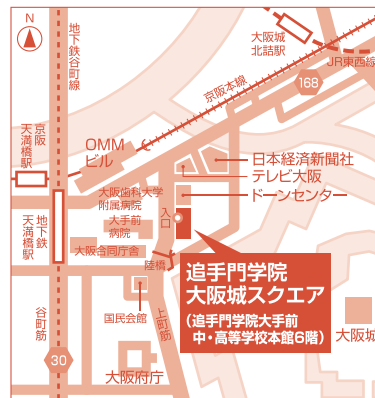 N
地下鉄谷町線
大阪城
北詰駅
JR東西線
168
京阪本線
京阪
天満橋駅
OMM
ビル
日本経済新聞社
テレビ大阪
ドーンセンター
大阪歯科大学
附属病院
大手前
病院
入口
地下鉄
天満橋駅
大阪合同庁舎
陸橋
追手門学院
大阪城スクエア
(追手門学院大手前
中・高等学校本館6階)
国民会館
上町筋
谷町筋
30
大阪府庁
大阪城